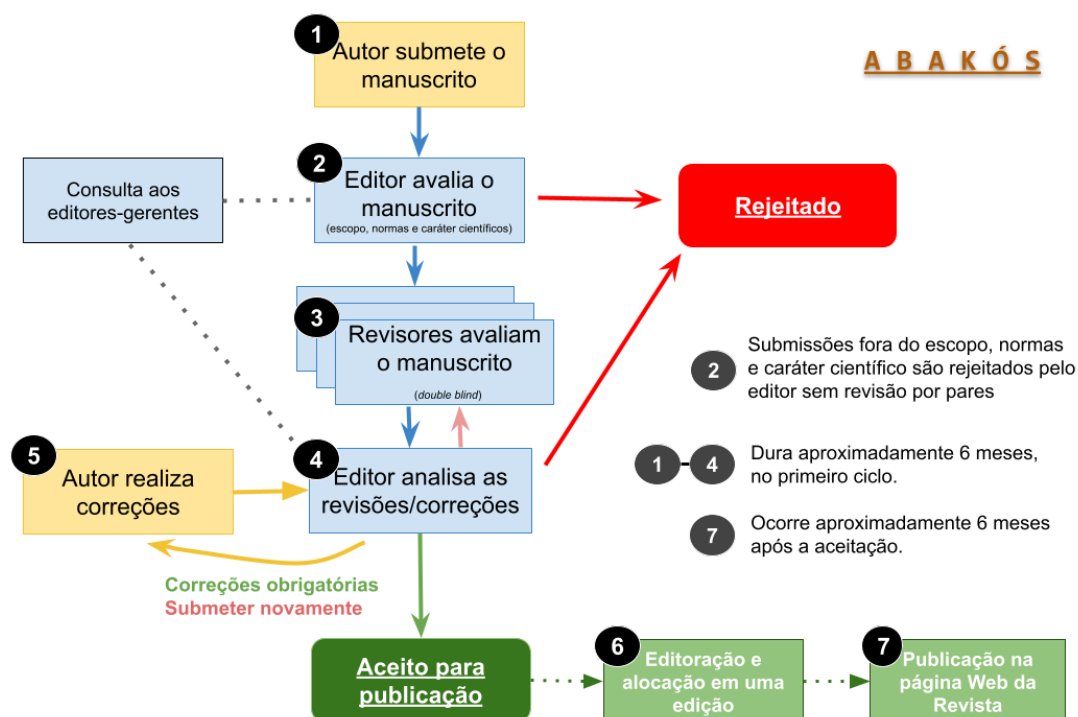 1
Autor submete o
manuscrito
A B A K Ó S
2
Editor avalia o
manuscrito
(escopo, normas e caráter científicos)
Consulta aos
editores-gerentes
Rejeitado
3
Revisores avaliam
o manuscrito
(double blind)
2
Submissões fora do escopo, normas
e caráter científico são rejeitados pelo
editor sem revisão por pares
5
Autor realiza
correções
4
Editor analisa as
revisões/correções
1-4
Dura aproximadamente 6 meses,
no primeiro ciclo.
7
Ocorre aproximadamente 6 meses
após a aceitação.
Correções obrigatórias
Submeter novamente
Aceito para
publicação
6
Editoração e
alocação em uma
edição
7
Publicação na
página Web da
Revista